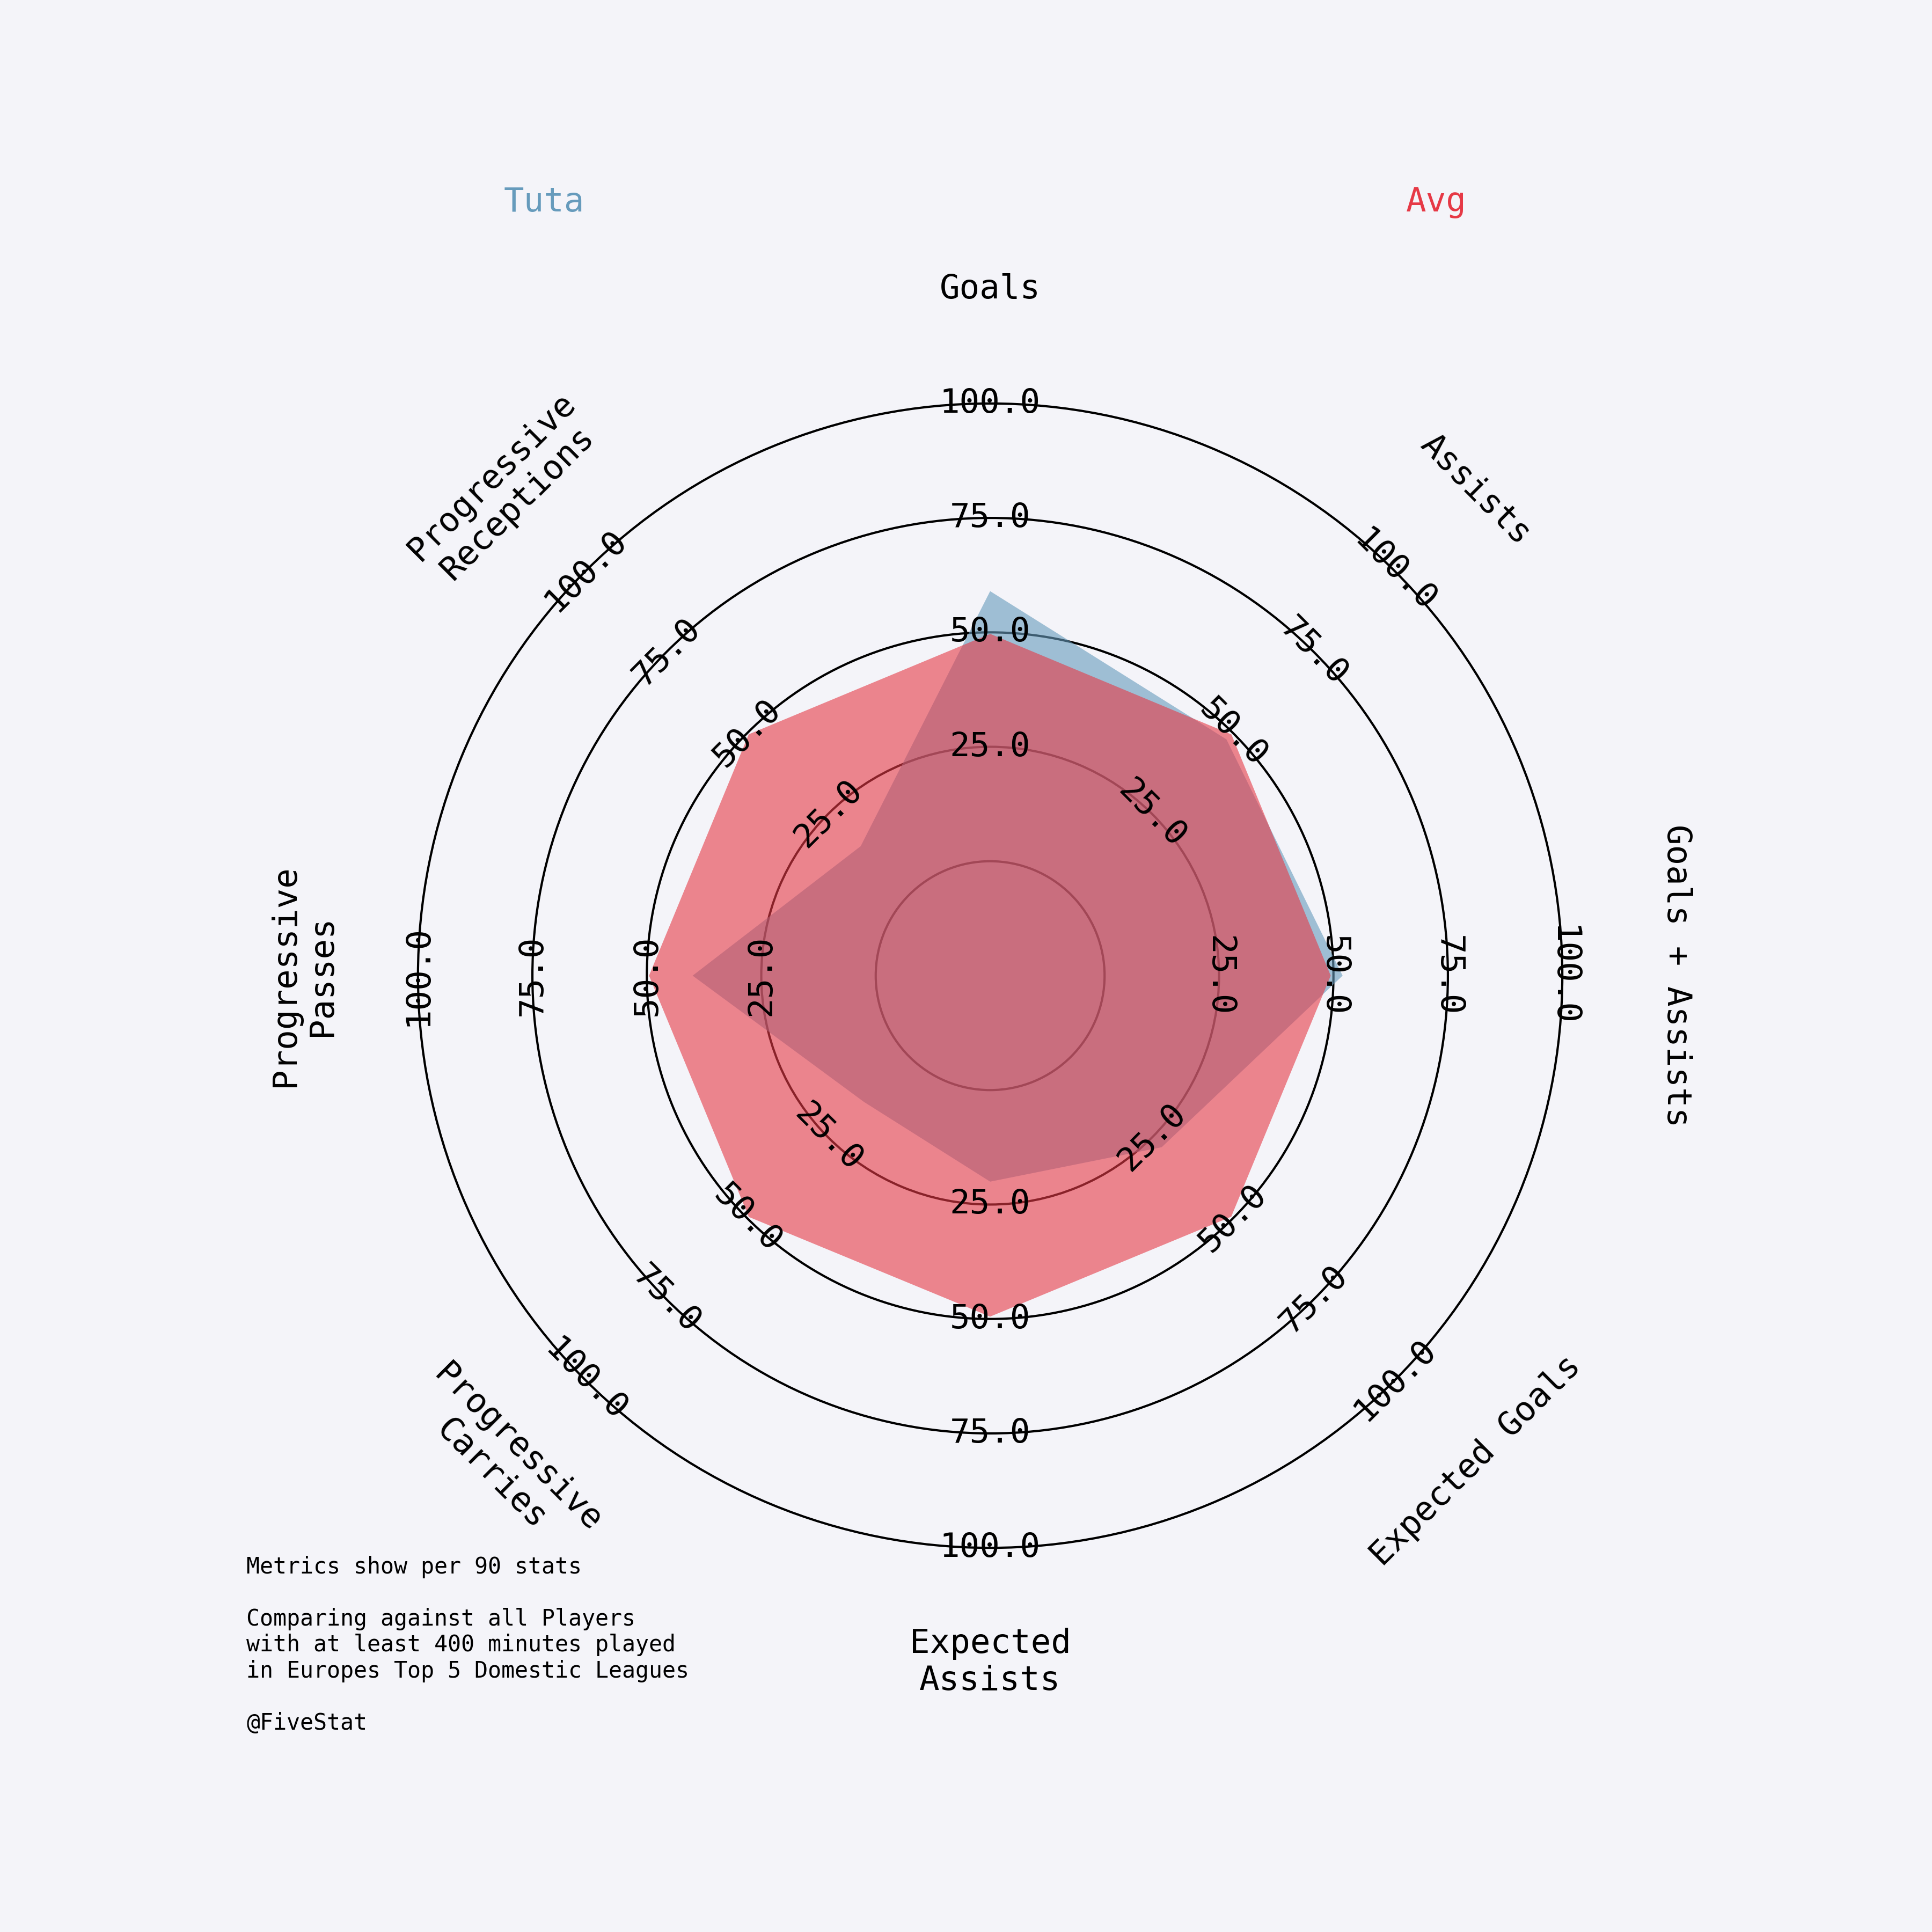 Tuta
Avg
Goals
Assists
Goals + Assists
Expected Goals
Expected
Assists
Progressive
Carries
Progressive
Passes
Progressive
Receptions
25.0
50.0
75.0
100.0
25.0
50.0
75.0
100.0
25.0
50.0
75.0
100.0
25.0
50.0
75.0
100.0
25.0
50.0
75.0
100.0
25.0
50.0
75.0
100.0
25.0
50.0
75.0
100.0
25.0
50.0
75.0
100.0
Metrics show per 90 stats
Comparing against all Players
with at least 400 minutes played
in Europes Top 5 Domestic Leagues
@FiveStat